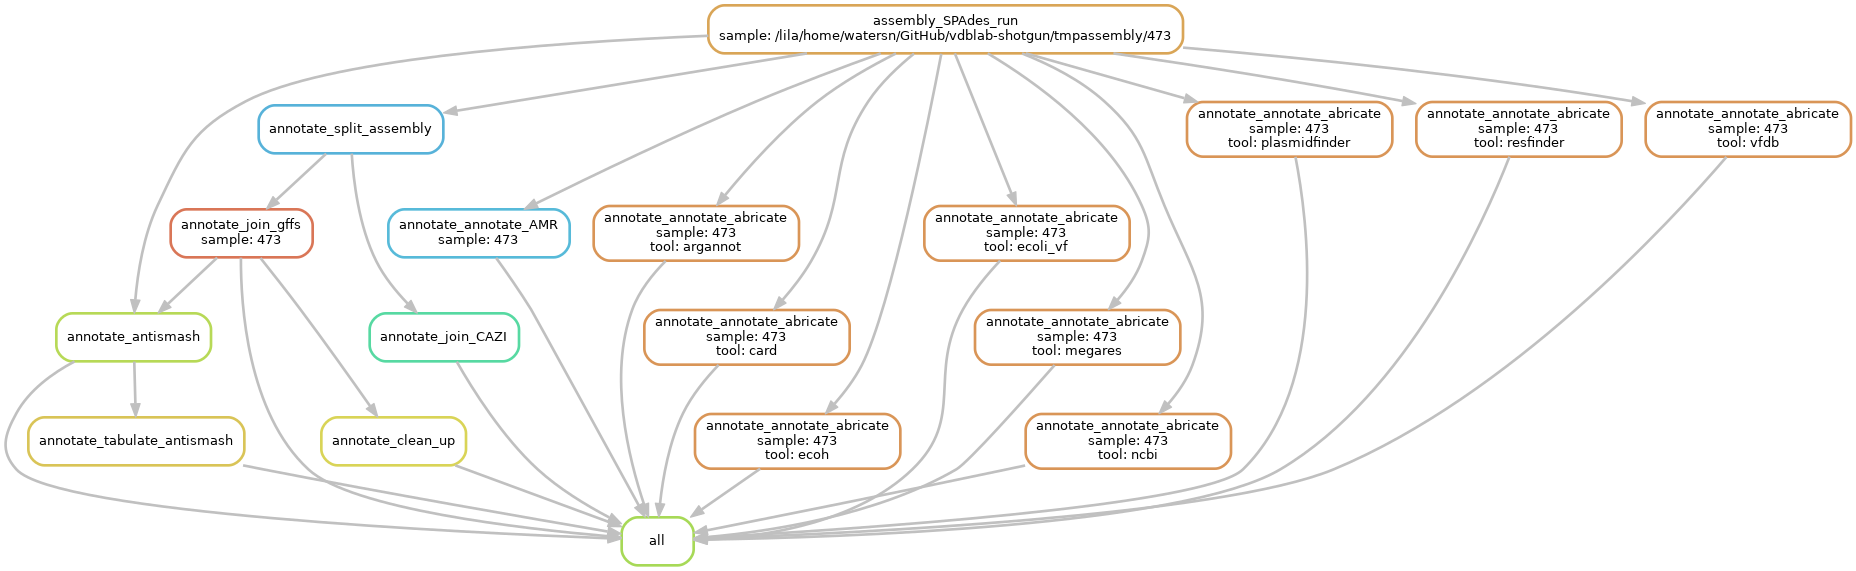 assembly_SPAdes_run
sample: /lila/home/watersn/GitHub/vdblab-shotgun/tmpassembly/473
annotate_split_assembly
annotate_annotate_abricate
sample: 473
tool: plasmidfinder
annotate_annotate_abricate
sample: 473
tool: resfinder
annotate_annotate_abricate
sample: 473
tool: vfdb
annotate_join_gffs
sample: 473
annotate_annotate_AMR
sample: 473
annotate_annotate_abricate
sample: 473
tool: argannot
annotate_annotate_abricate
sample: 473
tool: ecoli_vf
annotate_antismash
annotate_join_CAZI
annotate_annotate_abricate
sample: 473
tool: card
annotate_annotate_abricate
sample: 473
tool: megares
annotate_tabulate_antismash
annotate_clean_up
annotate_annotate_abricate
sample: 473
tool: ecoh
annotate_annotate_abricate
sample: 473
tool: ncbi
all